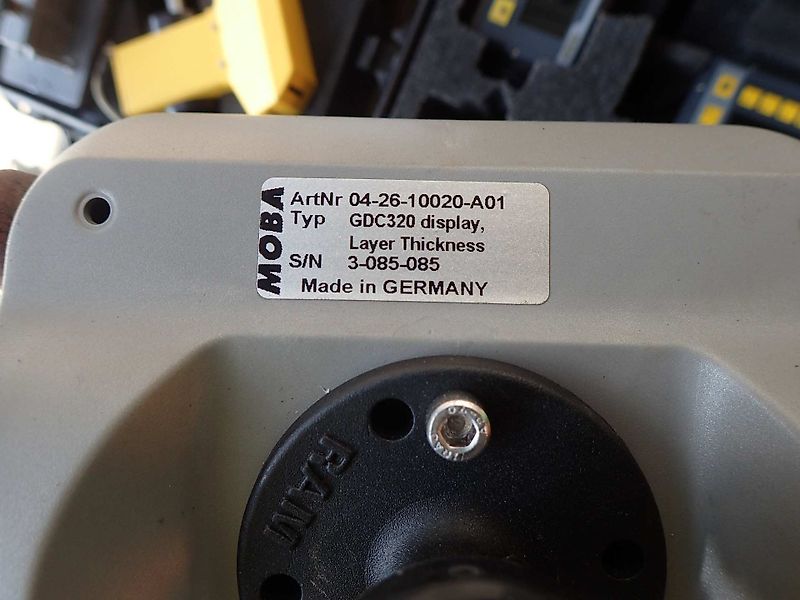 MOBA
ArtNr 04-26-10020-A01
Typ GDC320 display,
Layer Thickness
S/N 3-085-085
Made in GERMANY
RAM